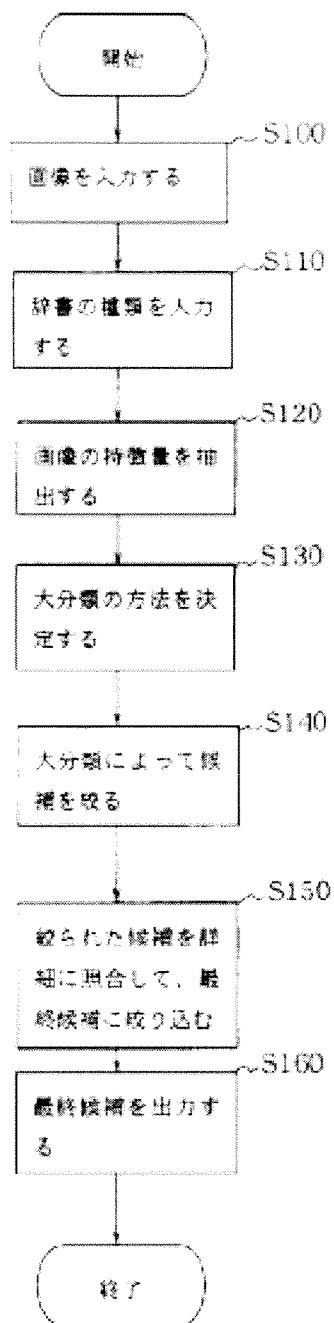 開始
S100
画像を入力する
S110
辞書の種類を入力
する
S120
画像の特徴量を抽
出する
S130
大分類の方法を決
定する
S140
大分類によって候
補を絞る
S150
絞られた候補を詳
細に照合して、最
終候補に絞り込む
S160
最終候補を出力す
る
終了